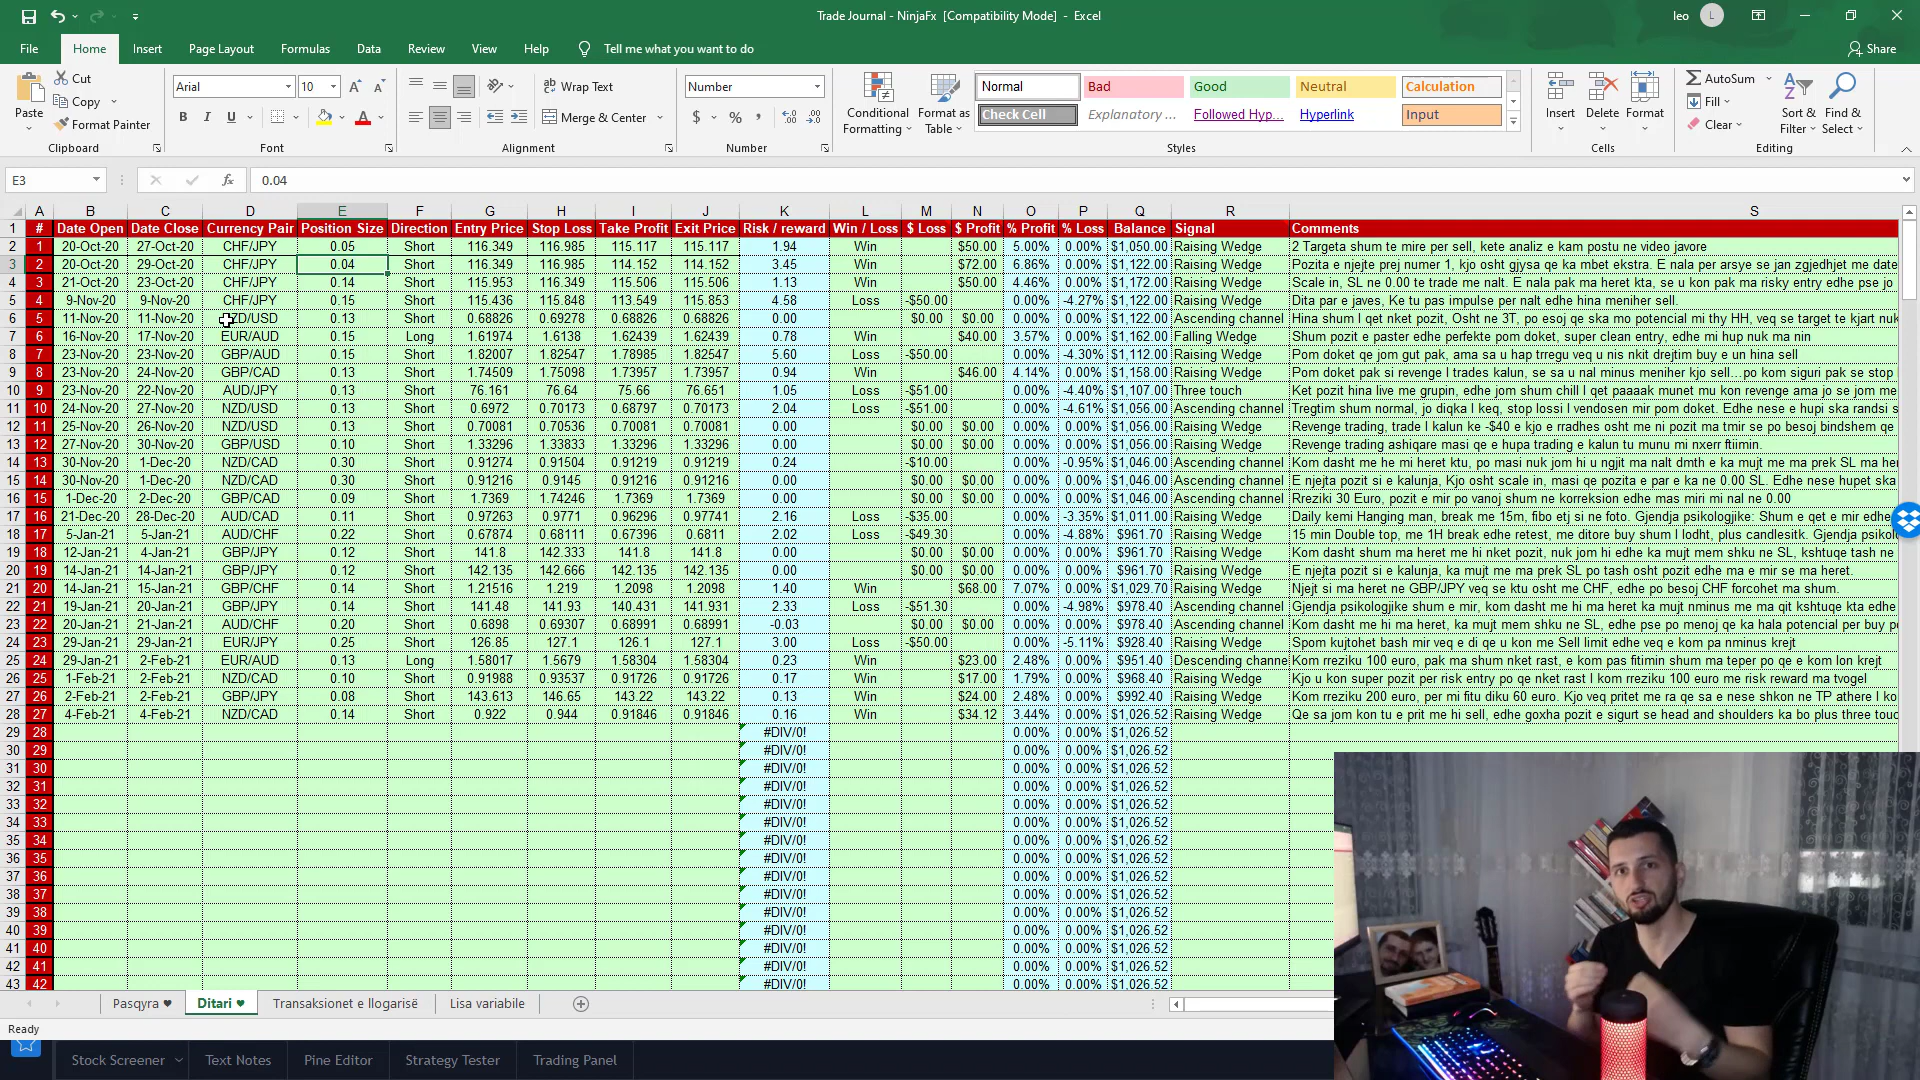 Trade Journal - NinjaFx [Compatibility Mode] - Excel
leo L
File Home Insert Page Layout Formulas Data Review View Help Tell me what you want to do Share
Paste Cut Copy Format Painter Clipboard
Arial 10 B I U Font
Wrap Text Merge & Center Alignment
Number $ % , Number
Conditional Formatting Format as Table
Normal Bad Good Neutral Calculation
Check Cell Explanatory ... Followed Hyp... Hyperlink Input
Styles
Insert Delete Format Cells
AutoSum Fill Clear Sort & Filter Find & Select Editing
E3 fx 0.04
A B C D E F G H I J K L M N O P Q R S
1 # Date Open Date Close Currency Pair Position Size Direction Entry Price Stop Loss Take Profit Exit Price Risk / reward Win / Loss $ Loss $ Profit % Profit % Loss Balance Signal Comments
2 1 20-Oct-20 27-Oct-20 CHF/JPY 0.05 Short 116.349 116.985 115.117 115.117 1.94 Win $50.00 5.00% 0.00% $1,050.00 Raising Wedge 2 Targeta shum te mire per sell, kete analiz e kam postu ne video javore
3 2 20-Oct-20 29-Oct-20 CHF/JPY 0.04 Short 116.349 116.985 114.152 114.152 3.45 Win $72.00 6.86% 0.00% $1,122.00 Raising Wedge Pozita e njejte prej numer 1, kjo osht gjysa qe ka mbet ekstra. E nala per arsye se jan zgjedhjet me date
4 3 21-Oct-20 23-Oct-20 CHF/JPY 0.14 Short 115.953 116.349 115.506 115.506 1.13 Win $50.00 4.46% 0.00% $1,172.00 Raising Wedge Scale in, SL ne 0.00 te trade me nalt. E nala pak ma heret kta, se u kon pak ma risky entry edhe pse jo
5 4 9-Nov-20 9-Nov-20 CHF/JPY 0.15 Short 115.436 115.848 113.549 115.853 4.58 Loss -$50.00 0.00% -4.27% $1,122.00 Raising Wedge Dita par e javes, Ke tu pas impulse per nalt edhe hina meniher sell.
6 5 11-Nov-20 11-Nov-20 ZD/USD 0.13 Short 0.68826 0.69278 0.68826 0.68826 0.00 $0.00 $0.00 0.00% 0.00% $1,122.00 Ascending channel Hina shum I qet nket pozit, Osht ne 3T, po esoj qe ska mo potencial mi thy HH, veq se target te kjart nuk
7 6 16-Nov-20 17-Nov-20 EUR/AUD 0.15 Long 1.61974 1.6138 1.62439 1.62439 0.78 Win $40.00 3.57% 0.00% $1,162.00 Falling Wedge Shum pozit e paster edhe perfekte pom doket, super clean entry, edhe mi hup nuk ma nin
8 7 23-Nov-20 23-Nov-20 GBP/AUD 0.15 Short 1.82007 1.82547 1.78985 1.82547 5.60 Loss -$50.00 0.00% -4.30% $1,112.00 Raising Wedge Pom doket qe jom gut pak, ama sa u hap trregu veq u nis nkit drejtim buy e un hina sell
9 8 23-Nov-20 24-Nov-20 GBP/CAD 0.13 Short 1.74509 1.75098 1.73957 1.73957 0.94 Win $46.00 4.14% 0.00% $1,158.00 Raising Wedge Pom doket pak si revenge I trades kalun, se sa u nal minus meniher kjo sell...po kom siguri pak se stop
10 9 23-Nov-20 22-Nov-20 AUD/JPY 0.13 Short 76.161 76.64 75.66 76.651 1.05 Loss -$51.00 0.00% -4.40% $1,107.00 Three touch Ket pozit hina live me grupin, edhe jom shum chill I qet paaaak munet mu kon revenge ama jo se jom me
11 10 24-Nov-20 27-Nov-20 NZD/USD 0.13 Short 0.6972 0.70173 0.68797 0.70173 2.04 Loss -$51.00 0.00% -4.61% $1,056.00 Ascending channel Tregtim shum normal, jo diqka I keq, stop lossi I vendosen mir pom doket. Edhe nese e hupi ska randsi s
12 11 25-Nov-20 26-Nov-20 NZD/USD 0.13 Short 0.70081 0.70536 0.70081 0.70081 0.00 $0.00 $0.00 0.00% 0.00% $1,056.00 Raising Wedge Revenge trading, trade I kalun ke -$40 e kjo e rradhes osht me ni pozit ma tmir se po besoj bindshem qe
13 12 27-Nov-20 30-Nov-20 GBP/USD 0.10 Short 1.33296 1.33833 1.33296 1.33296 0.00 $0.00 $0.00 0.00% 0.00% $1,056.00 Raising Wedge Revenge trading ashiqare masi qe e hupa trading e kalun tu munu mi nxerr ftiimin.
14 13 30-Nov-20 1-Dec-20 NZD/CAD 0.30 Short 0.91274 0.91504 0.91219 0.91219 0.24 -$10.00 0.00% -0.95% $1,046.00 Ascending channel Kom dasht me he mi heret ktu, po masi nuk jom hi u ngjit ma nalt dmth e ka mujt me ma prek SL ma her
15 14 30-Nov-20 1-Dec-20 NZD/CAD 0.30 Short 0.91216 0.9145 0.91216 0.91216 0.00 $0.00 $0.00 0.00% 0.00% $1,046.00 Ascending channel E njejta pozit si e kalunja, Kjo osht scale in, masi qe pozita e par e ka ne 0.00 SL. Edhe nese hupet ska
16 15 1-Dec-20 2-Dec-20 GBP/CAD 0.09 Short 1.7369 1.74246 1.7369 1.7369 0.00 $0.00 $0.00 0.00% 0.00% $1,046.00 Ascending channel Rreziki 30 Euro, pozit e mir po vanoj shum ne korreksion edhe mas miri mi nal ne 0.00
17 16 21-Dec-20 28-Dec-20 AUD/CAD 0.11 Short 0.97263 0.9771 0.96296 0.97741 2.16 Loss -$35.00 0.00% -3.35% $1,011.00 Raising Wedge Daily kemi Hanging man, break me 15m, fibo etj si ne foto. Gjendja psikologjike: Shum e qet e mir edhe
18 17 5-Jan-21 5-Jan-21 AUD/CHF 0.22 Short 0.67874 0.68111 0.67396 0.6811 2.02 Loss -$49.30 0.00% -4.88% $961.70 Raising Wedge 15 min Double top, me 1H break edhe retest, me ditore buy shum I lodht, plus candlesitk. Gjendje psikolo
19 18 12-Jan-21 4-Jan-21 GBP/JPY 0.12 Short 141.8 142.333 141.8 141.8 0.00 $0.00 $0.00 0.00% 0.00% $961.70 Raising Wedge Kom dasht shum ma heret me hi nket pozit, nuk jom hi edhe ka mujt mem shku ne SL, kshtuqe tash ne
20 19 14-Jan-21 14-Jan-21 GBP/JPY 0.12 Short 142.135 142.666 142.135 142.135 0.00 $0.00 $0.00 0.00% 0.00% $961.70 Raising Wedge E njejta pozit si e kalunja, ka mujt me ma prek SL po tash osht pozit edhe ma e mir se ma heret.
21 20 14-Jan-21 15-Jan-21 GBP/CHF 0.14 Short 1.21516 1.219 1.2098 1.2098 1.40 Win $68.00 7.07% 0.00% $1,029.70 Raising Wedge Njejt si ma heret ne GBP/JPY veq se ktu osht me CHF, edhe po besoj CHF forcohet ma shum.
22 21 19-Jan-21 20-Jan-21 GBP/JPY 0.14 Short 141.48 141.93 140.431 141.931 2.33 Loss -$51.30 0.00% -4.98% $978.40 Ascending channel Gjendja psikologjike shum e mir, kom dasht me hi ma heret ka mujt nminus me ma qit kshtuqe kta edhe
23 22 20-Jan-21 21-Jan-21 AUD/CHF 0.20 Short 0.6898 0.69307 0.68991 0.68991 -0.03 $0.00 $0.00 0.00% 0.00% $978.40 Ascending channel Kom dasht me hi ma heret, ka mujt mem shku ne SL, edhe pse po menoj qe ka hala potencial per buy po
24 23 29-Jan-21 29-Jan-21 EUR/JPY 0.25 Short 126.85 127.1 126.1 127.1 3.00 Loss -$50.00 0.00% -5.11% $928.40 Raising Wedge Spom kujtohet bash mir veq e di qe u kon me Sell limit edhe veq e kom pa nminus krejt
25 24 29-Jan-21 2-Feb-21 EUR/AUD 0.13 Long 1.58017 1.5679 1.58304 1.58304 0.23 Win $23.00 2.48% 0.00% $951.40 Descending channe Kom rreziku 100 euro, pak ma shum nket rast, e kom pas fitimin shum ma teper po qe e kom lon krejt
26 25 1-Feb-21 2-Feb-21 NZD/CAD 0.10 Short 0.91988 0.93537 0.91726 0.91726 0.17 Win $17.00 1.79% 0.00% $968.40 Raising Wedge Kjo u kon super pozit per risk entry po qe nket rast I kom rreziku 100 euro me risk reward ma tvogel
27 26 2-Feb-21 2-Feb-21 GBP/JPY 0.08 Short 143.613 146.65 143.22 143.22 0.13 Win $24.00 2.48% 0.00% $992.40 Raising Wedge Kom rreziku 200 euro, per mi fitu diku 60 euro. Kjo veq pritet me ra qe sa e nese shkon ne TP athere I ko
28 27 4-Feb-21 4-Feb-21 NZD/CAD 0.14 Short 0.922 0.944 0.91846 0.91846 0.16 Win $34.12 3.44% 0.00% $1,026.52 Raising Wedge Qe sa jom kon tu e prit me hi sell, edhe goxha pozit e sigurt se head and shoulders ka bo plus three touc
29 28 #DIV/0! 0.00% 0.00% $1,026.52
30 29 #DIV/0! 0.00% 0.00% $1,026.52
31 30 #DIV/0! 0.00% 0.00% $1,026.52
32 31 #DIV/0! 0.00% 0.00% $1,026.52
33 32 #DIV/0! 0.00% 0.00% $1,026.52
34 33 #DIV/0! 0.00% 0.00% $1,026.52
35 34 #DIV/0! 0.00% 0.00% $1,026.52
36 35 #DIV/0! 0.00% 0.00% $1,026.52
37 36 #DIV/0! 0.00% 0.00% $1,026.52
38 37 #DIV/0! 0.00% 0.00% $1,026.52
39 38 #DIV/0! 0.00% 0.00% $1,026.52
40 39 #DIV/0! 0.00% 0.00% $1,026.52
41 40 #DIV/0! 0.00% 0.00% $1,026.52
42 41 #DIV/0! 0.00% 0.00% $1,026.52
43 42 #DIV/0! 0.00% 0.00% $1,026.52
Pasqyra ♥ Ditari ♥ Transaksionet e llogarisë Lisa variabile
Ready
Stock Screener Text Notes Pine Editor Strategy Tester Trading Panel